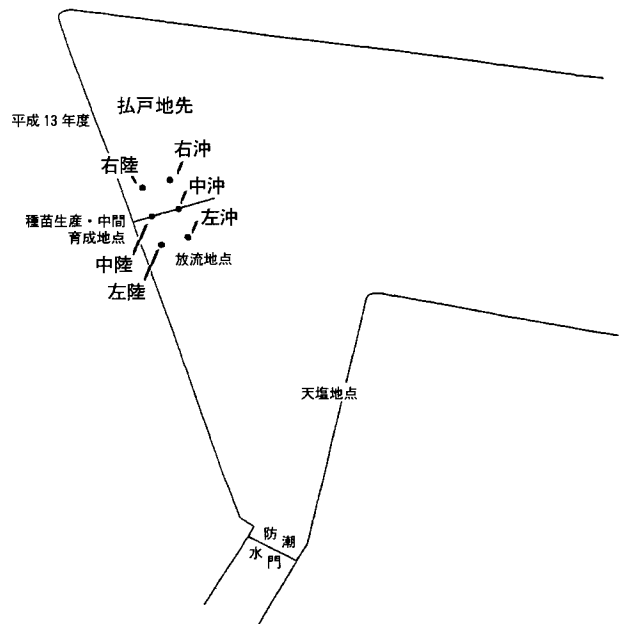 払戸地先
平成13年度
右沖
右陸
中沖
左沖
種苗生産・中間
育成地点
放流地点
中陸
左陸
天塩地点
防潮
水門